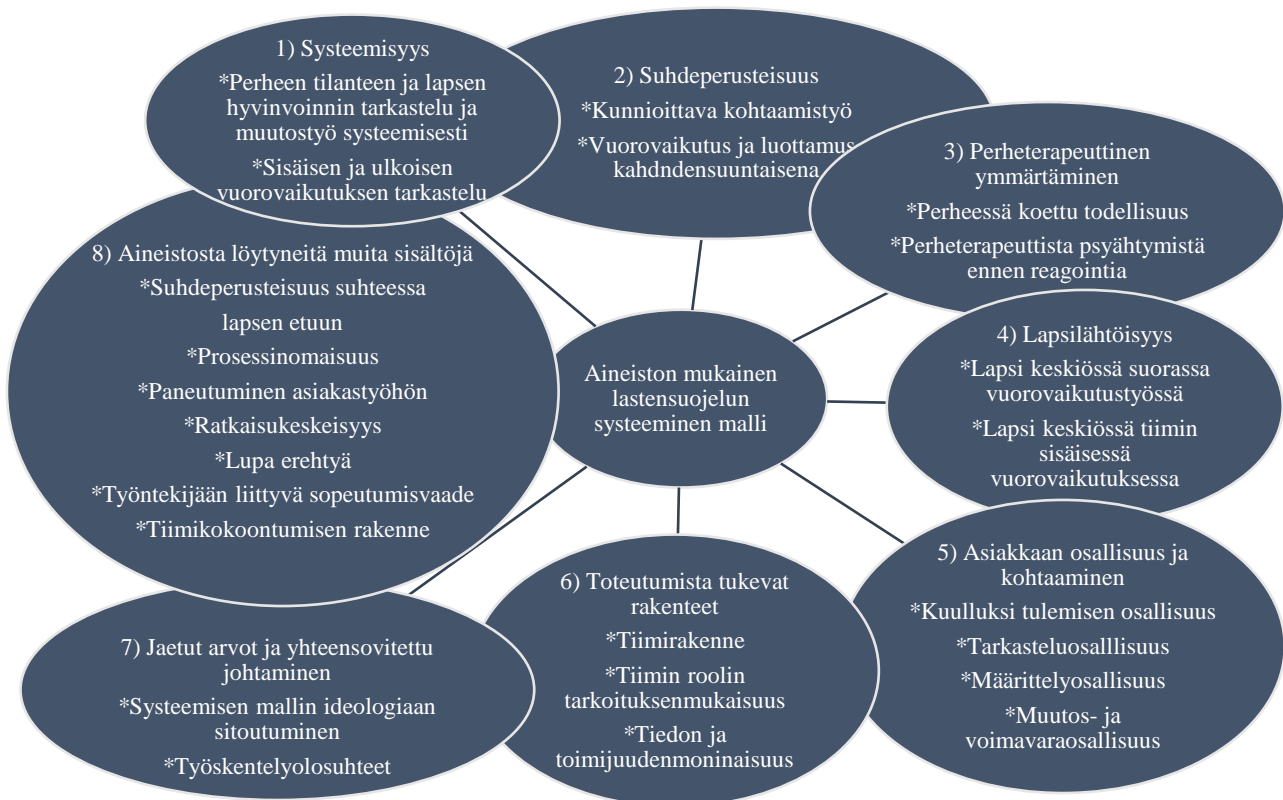 1) Systeemisyys
*Perheen tilanteen ja lapsen
hyvinvoinnin tarkastelu ja
muutostyö systeemisesti
*Sisäisen ja ulkoisen
vuorovaikutuksen tarkastelu
2) Suhdeperusteisuus
*Kunnioittava kohtaamistyö
*Vuorovaikutus ja luottamus
kahdndensuuntaisena
3) Perheterapeuttinen
ymmärtäminen
*Perheessä koettu todellisuus
*Perheterapeuttista psyähtymistä
ennen reagointia
4) Lapsilähtöisyys
*Lapsi keskiössä suorassa
vuorovaikutustyössä
*Lapsi keskiössä tiimin
sisäisessä
vuorovaikutuksessa
5) Asiakkaan osallisuus ja
kohtaaminen
*Kuulluksi tulemisen osallisuus
*Tarkasteluosalllisuus
*Määrittelyosallisuus
*Muutos- ja
voimavaraosallisuus
6) Toteutumista tukevat
rakenteet
*Tiimirakenne
*Tiimin roolin
tarkoituksenmukaisuus
*Tiedon ja
toimijuudenmoninaisuus
7) Jaetut arvot ja yhteensovitettu
johtaminen
*Systeemisen mallin ideologiaan
sitoutuminen
*Työskentelyolosuhteet
8) Aineistosta löytyneitä muita sisältöjä
*Suhdeperusteisuus suhteessa
lapsen etuun
*Prosessinomaisuus
*Paneutuminen asiakastyöhön
*Ratkaisukeskeisyys
*Lupa erehtyä
*Työntekijään liittyvä sopeutumisvaade
*Tiimikokoontumisen rakenne
Aineiston mukainen
lastensuojelun
systeeminen malli